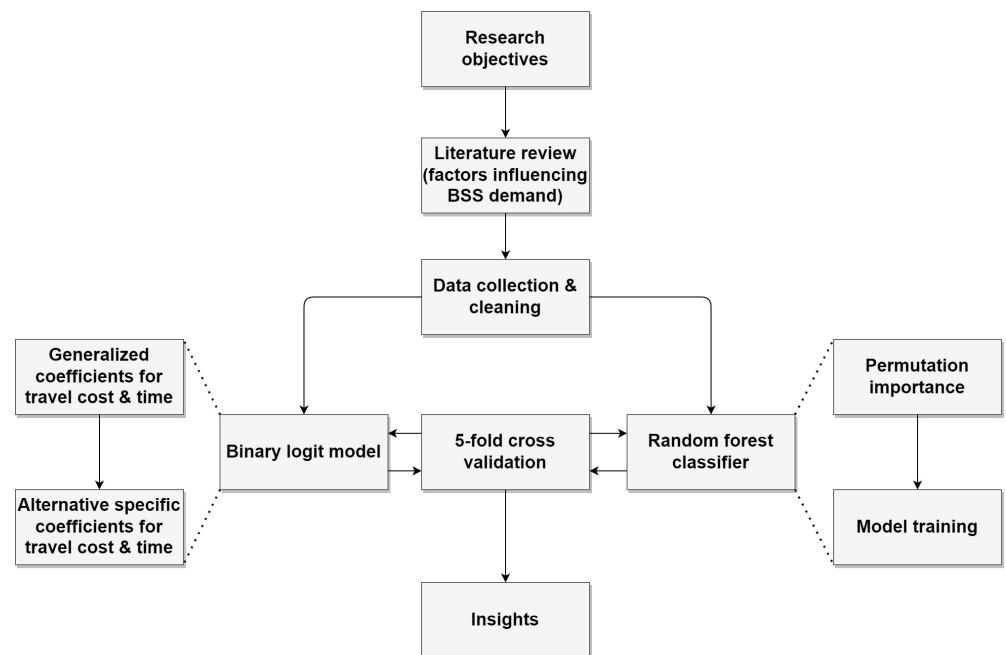 Research
objectives
Literature review
(factors influencing
BSS demand)
Data collection &
cleaning
Generalized
coefficients for
travel cost & time
Permutation
importance
Binary logit model
5-fold cross
validation
Random forest
classifier
Alternative specific
coefficients for
travel cost & time
Model training
Insights